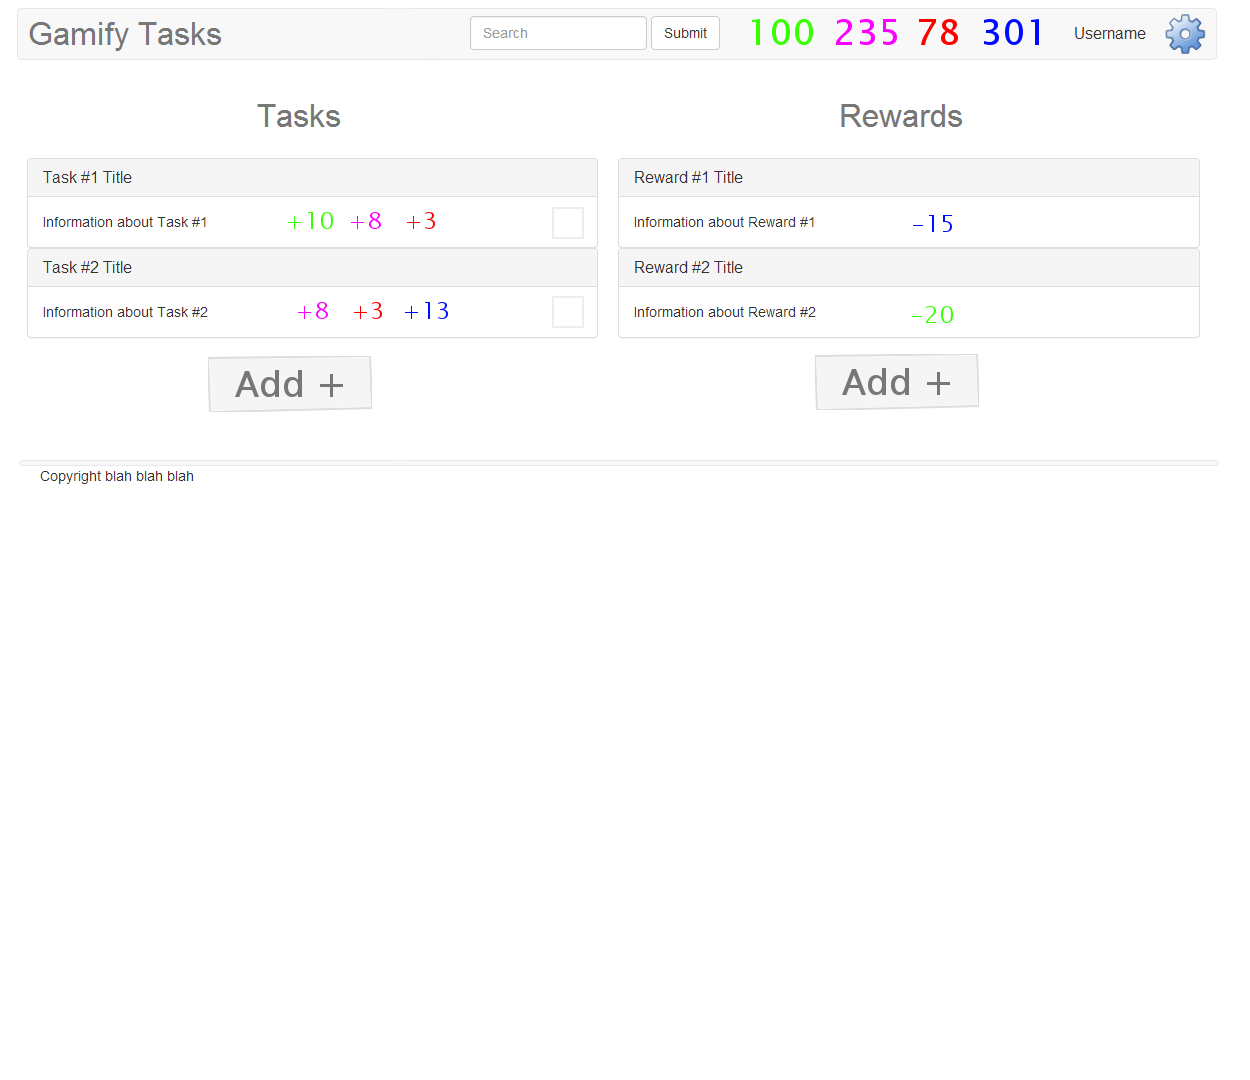 Gamify Tasks Search Submit 100 235 78 301 Username
Tasks
Task #1 Title
Information about Task #1 +10 +8 +3
Task #2 Title
Information about Task #2 +8 +3 +13
Add +
Rewards
Reward #1 Title
Information about Reward #1 -15
Reward #2 Title
Information about Reward #2 -20
Add +
Copyright blah blah blah